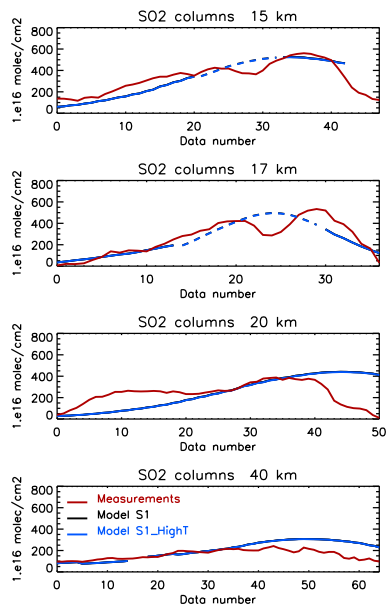 SO2 columns 15 km
1.e16 molec/cm2
800
600
400
200
0
0 10 20 30 40
Data number
SO2 columns 17 km
1.e16 molec/cm2
800
600
400
200
0
0 10 20 30
Data number
SO2 columns 20 km
1.e16 molec/cm2
800
600
400
200
0
0 10 20 30 40 50
Data number
SO2 columns 40 km
1.e16 molec/cm2
800
600
400
200
0
Measurements
Model S1
Model S1_HighT
0 10 20 30 40 50 60
Data number